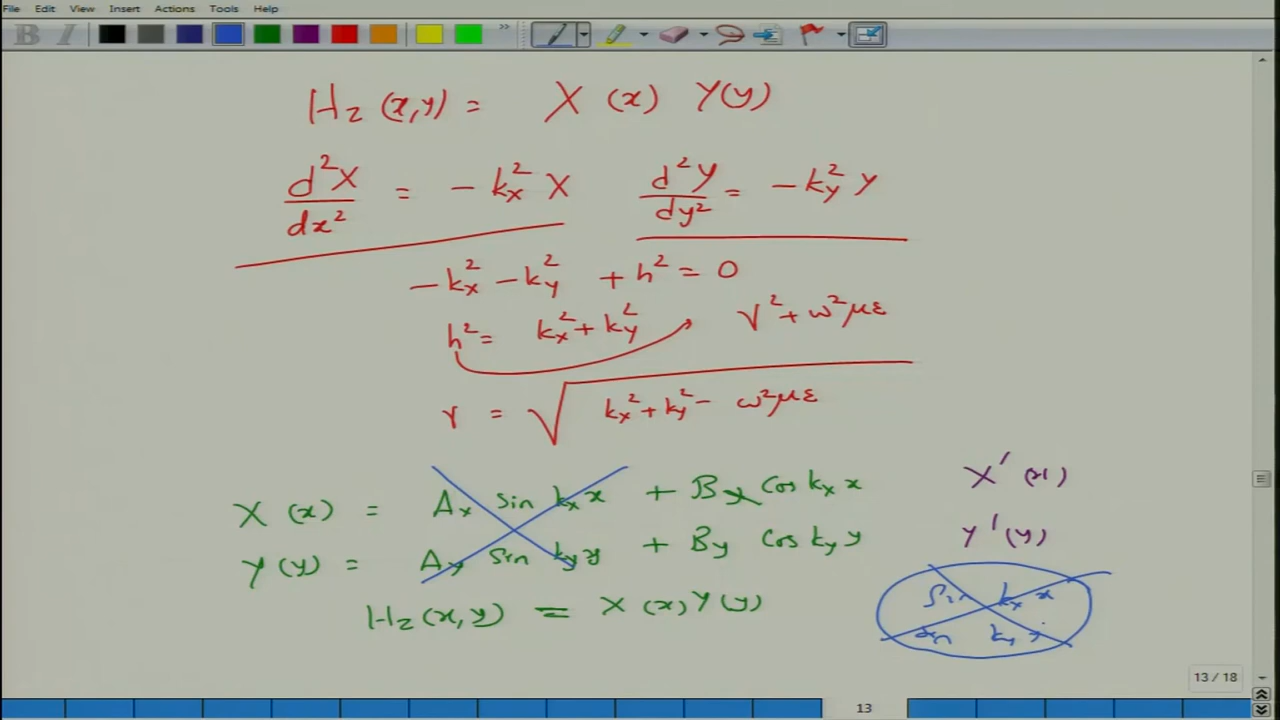 File Edit View Insert Actions Tools Help
B I
Hz (x,y) = X (x) Y(y)
d²X/dx² = - kx² X d²Y/dy² = - ky² Y
- kx² - ky² + h² = 0
h² = kx² + ky² γ² + ω²με
γ = √(kx² + ky² - ω²με)
X (x) = Ax sin kx x + Bx cos kx x X′(x)
Y (y) = Ay sin ky y + By cos ky y Y′(y)
Hz (x,y) = X (x) Y (y)
sin kx x
sin ky y
13 / 18
13